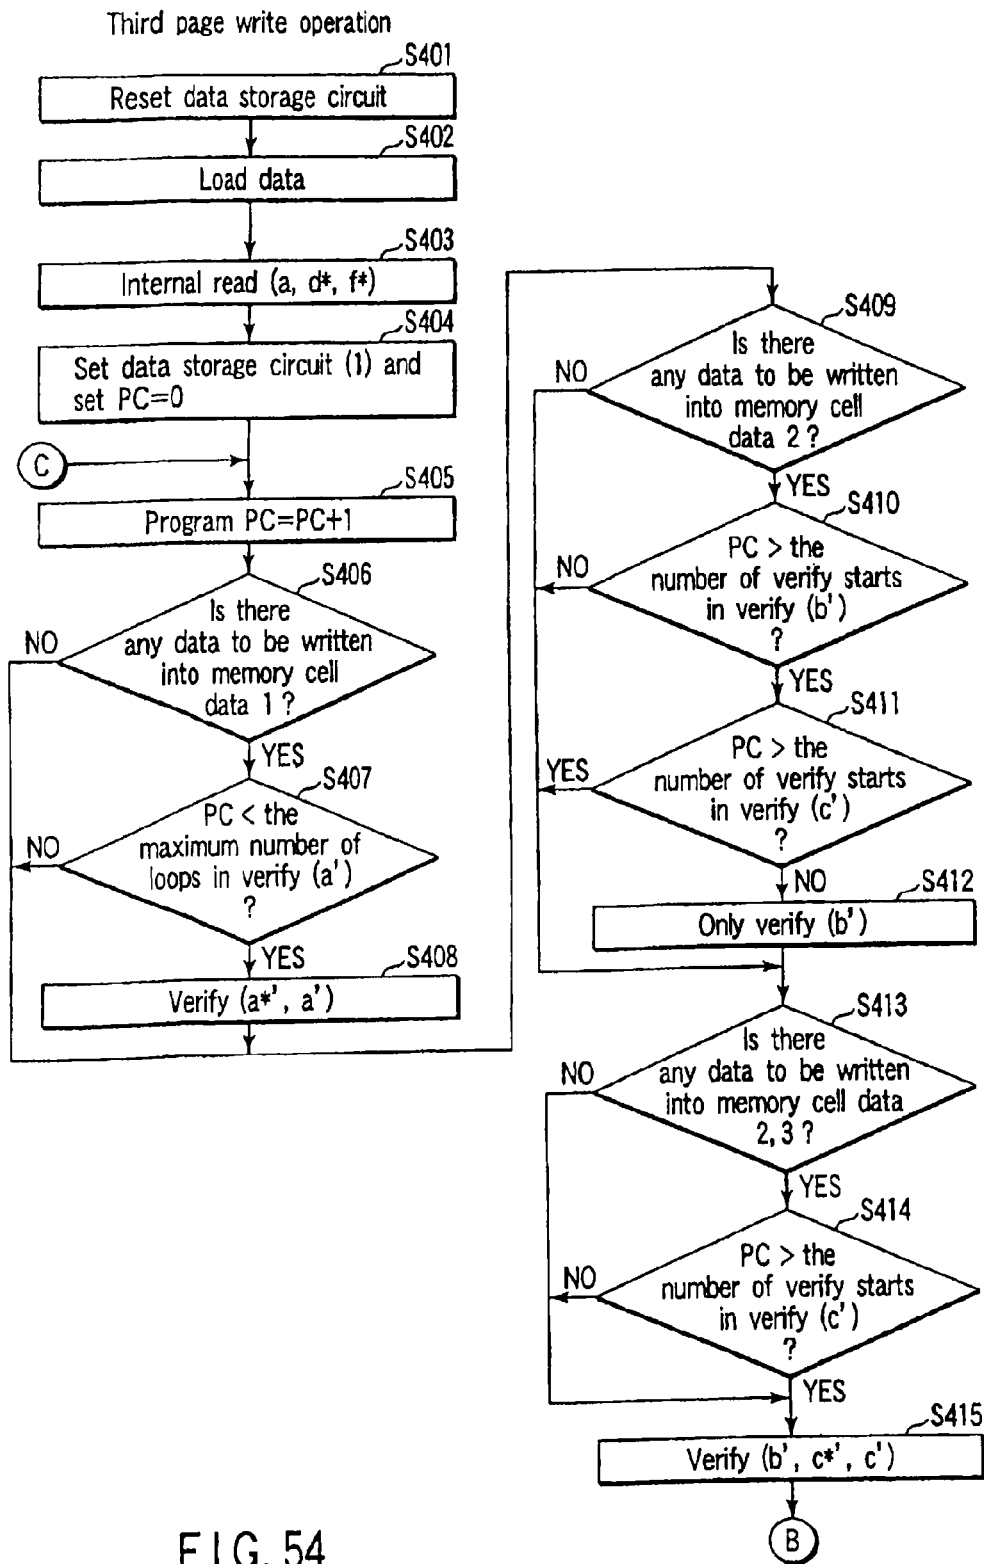 Third page write operation
S401
Reset data storage circuit
S402
Load data
S403
Internal read (a, d*, f*)
S404
Set data storage circuit (1) and
set PC=0
C
S405
Program PC=PC+1
S406
Is there
any data to be written
into memory cell
data 1 ?
NO
YES
S407
PC < the
maximum number of
loops in verify (a')
?
NO
YES
S408
Verify (a*', a')
S409
Is there
any data to be written
into memory cell
data 2 ?
NO
YES
S410
PC > the
number of verify starts
in verify (b')
?
NO
YES
S411
PC > the
number of verify starts
in verify (c')
?
YES
NO
S412
Only verify (b')
S413
Is there
any data to be written
into memory cell data
2, 3 ?
NO
YES
S414
PC > the
number of verify starts
in verify (c')
?
NO
YES
S415
Verify (b', c*', c')
B
FIG. 54